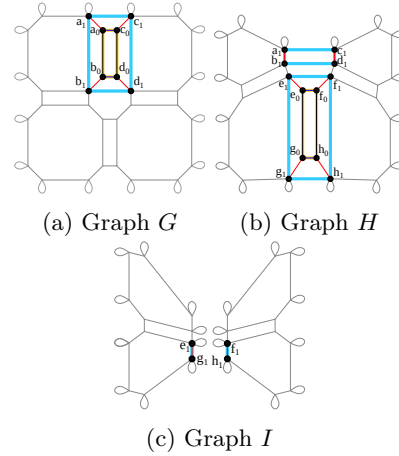 a₁ c₁
a₀ c₀
b₀ d₀
b₁ d₁
a₁ c₁
b₁ d₁
e₁ f₁
e₀ f₀
g₀ h₀
g₁ h₁
(a) Graph G (b) Graph H
e₁ f₁
g₁ h₁
(c) Graph I